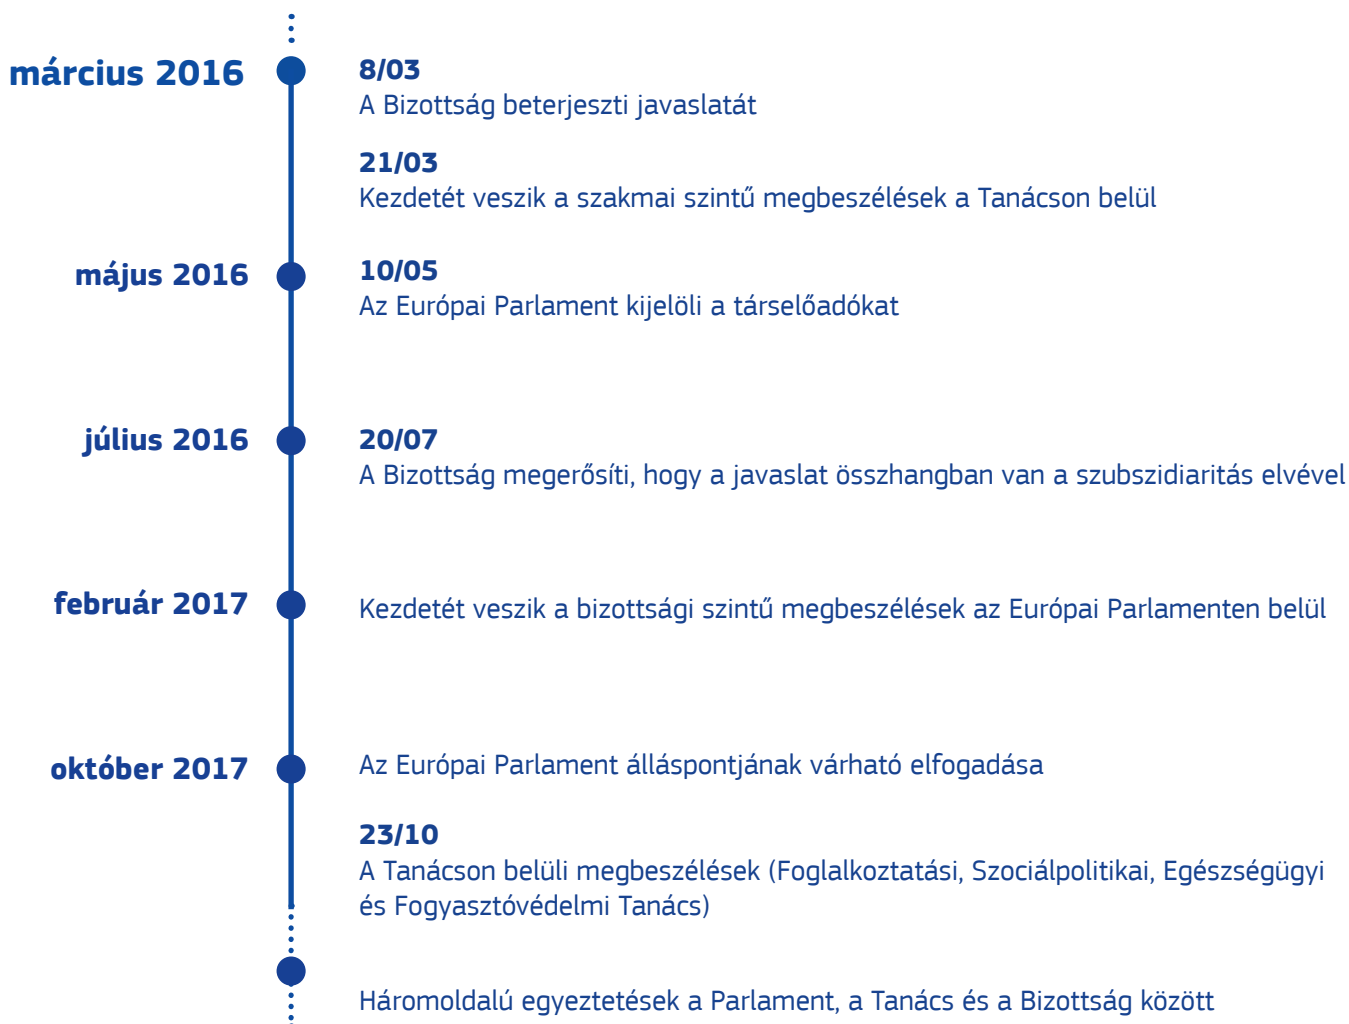 március 2016
8/03
A Bizottság beterjeszti javaslatát
21/03
Kezdetét veszik a szakmai szintű megbeszélések a Tanácson belül
május 2016
10/05
Az Európai Parlament kijelöli a társelőadókat
július 2016
20/07
A Bizottság megerősíti, hogy a javaslat összhangban van a szubszidiaritás elvével
február 2017
Kezdetét veszik a bizottsági szintű megbeszélések az Európai Parlamenten belül
október 2017
Az Európai Parlament álláspontjának várható elfogadása
23/10
A Tanácson belüli megbeszélések (Foglalkoztatási, Szociálpolitikai, Egészségügyi
és Fogyasztóvédelmi Tanács)
Háromoldalú egyeztetések a Parlament, a Tanács és a Bizottság között